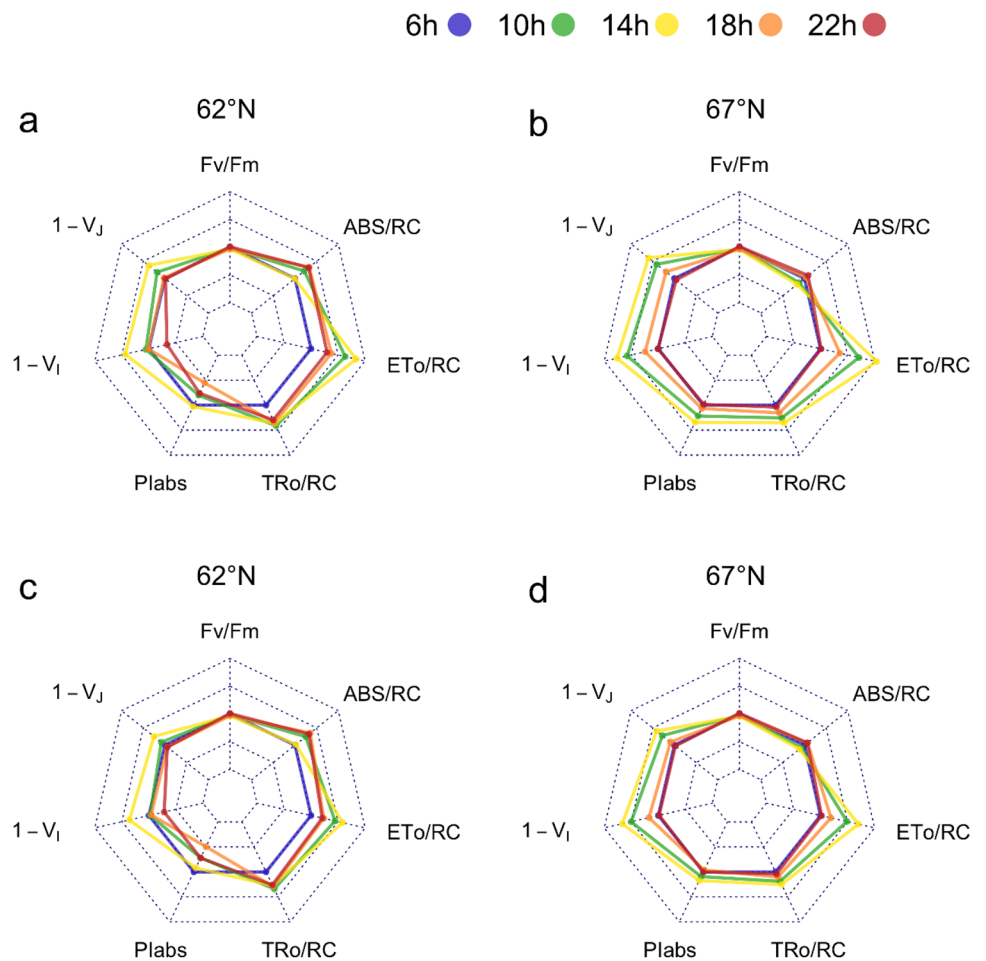 6h 10h 14h 18h 22h
a 62°N
Fv/Fm
1 – VJ ABS/RC
1 – VI ETo/RC
PIabs TRo/RC
b 67°N
Fv/Fm
1 – VJ ABS/RC
1 – VI ETo/RC
PIabs TRo/RC
c 62°N
Fv/Fm
1 – VJ ABS/RC
1 – VI ETo/RC
PIabs TRo/RC
d 67°N
Fv/Fm
1 – VJ ABS/RC
1 – VI ETo/RC
PIabs TRo/RC